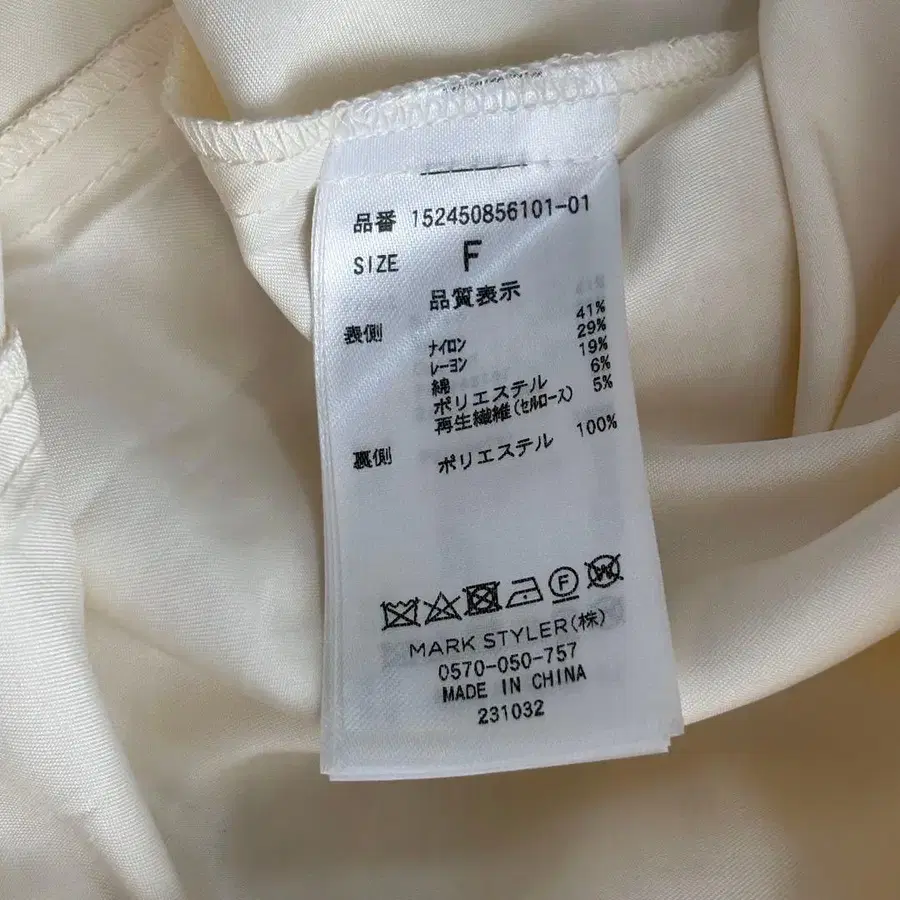 品番 152450856101-01
SIZE F
品質表示
表側
ナイロン 41%
レーヨン 29%
綿 19%
ポリエステル 6%
再生繊維(セルロース) 5%
裏側 ポリエステル 100%
F W
MARK STYLER(株)
0570-050-757
MADE IN CHINA
231032